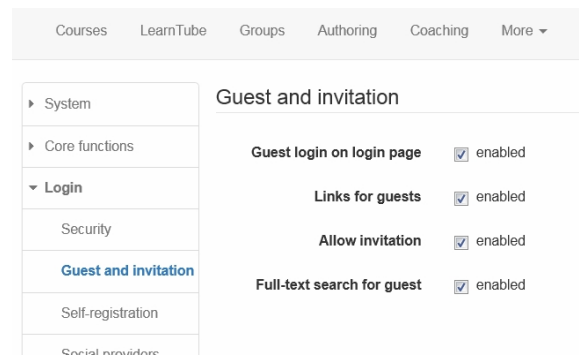 Courses LearnTube Groups Authoring Coaching More
System
Core functions
Login
Security
Guest and invitation
Self-registration
Social providers
Guest and invitation
Guest login on login page enabled
Links for guests enabled
Allow invitation enabled
Full-text search for guest enabled